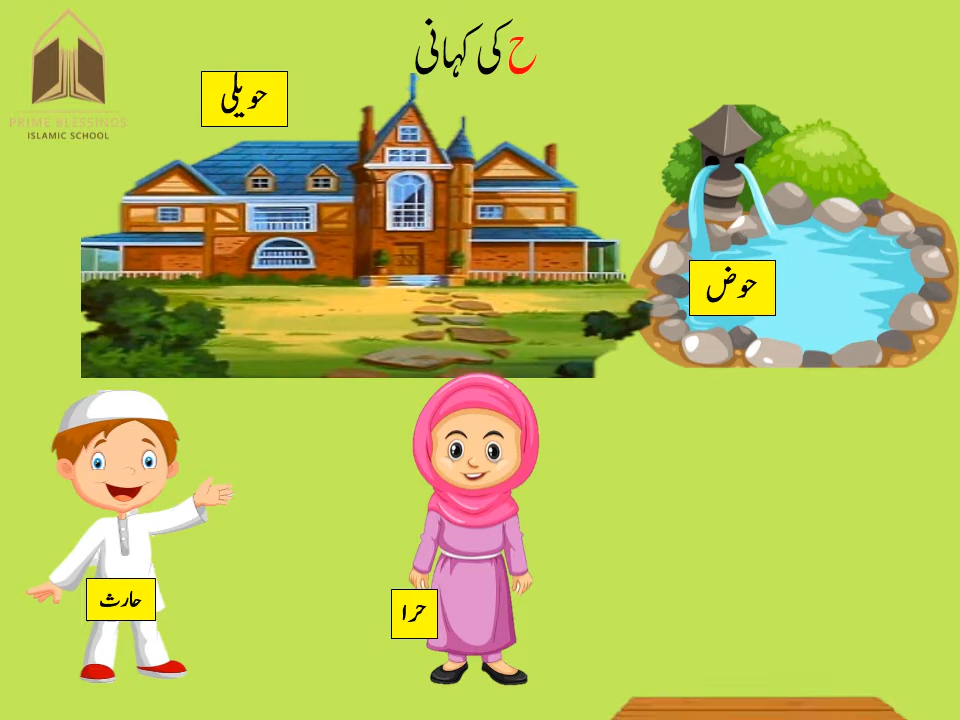 ح کی کہانی
PRIME BLESSINGS
ISLAMIC SCHOOL
حویلی
حوض
حارث
حرا